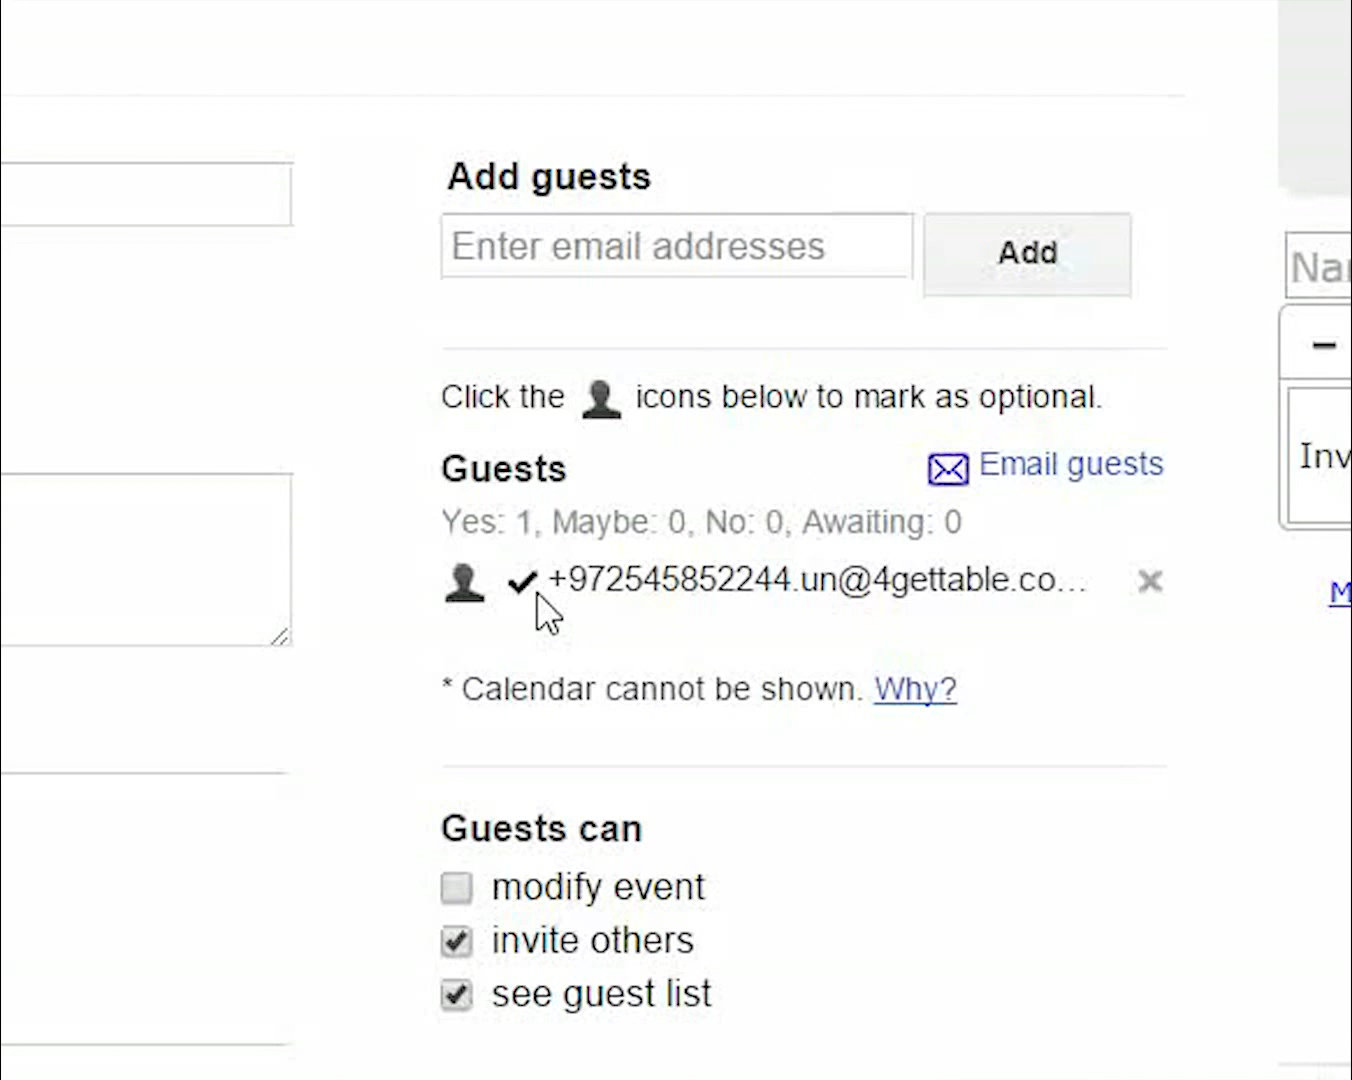 Add guests
Enter email addresses
Add
Click the icons below to mark as optional.
Guests
Email guests
Yes: 1, Maybe: 0, No: 0, Awaiting: 0
+972545852244.un@4gettable.co...
* Calendar cannot be shown. Why?
Guests can
modify event
invite others
see guest list
Nar
Inv
M